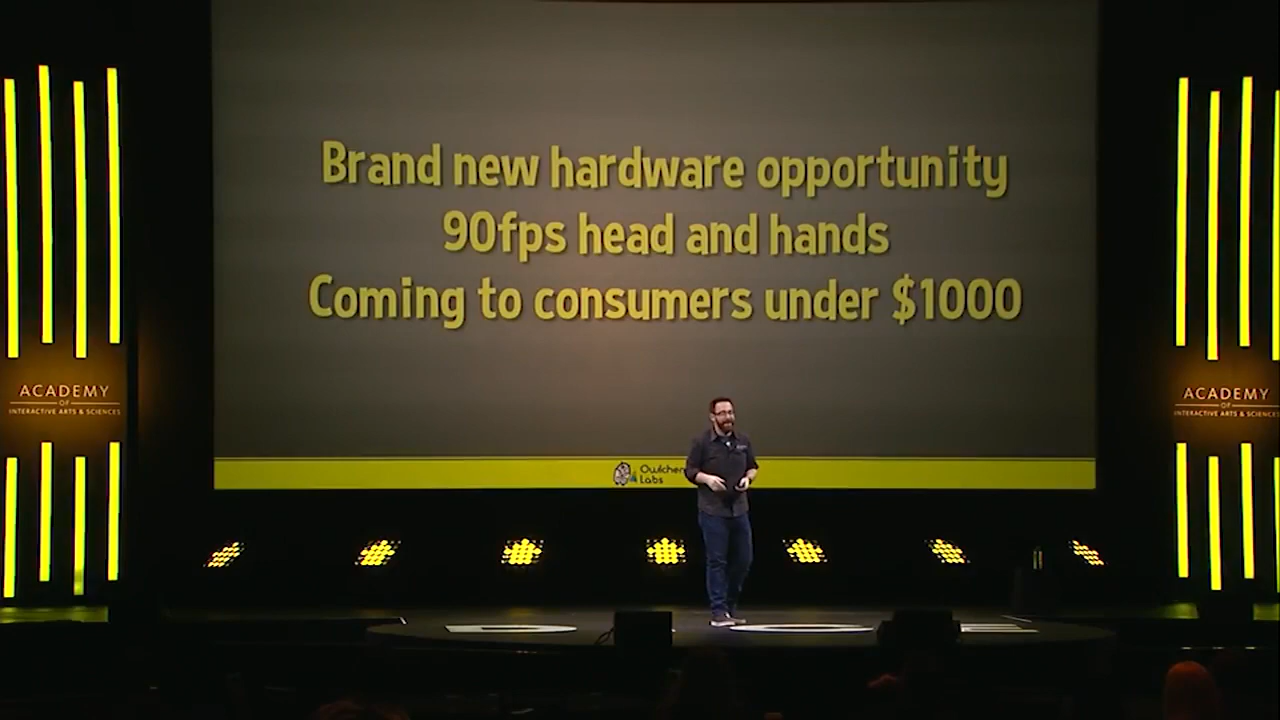 Brand new hardware opportunity
90fps head and hands
Coming to consumers under $1000
ACADEMY
OF
INTERACTIVE ARTS & SCIENCES
ACADEMY
OF
INTERACTIVE ARTS & SCIENCES
Owlchem
Labs
D
C
E